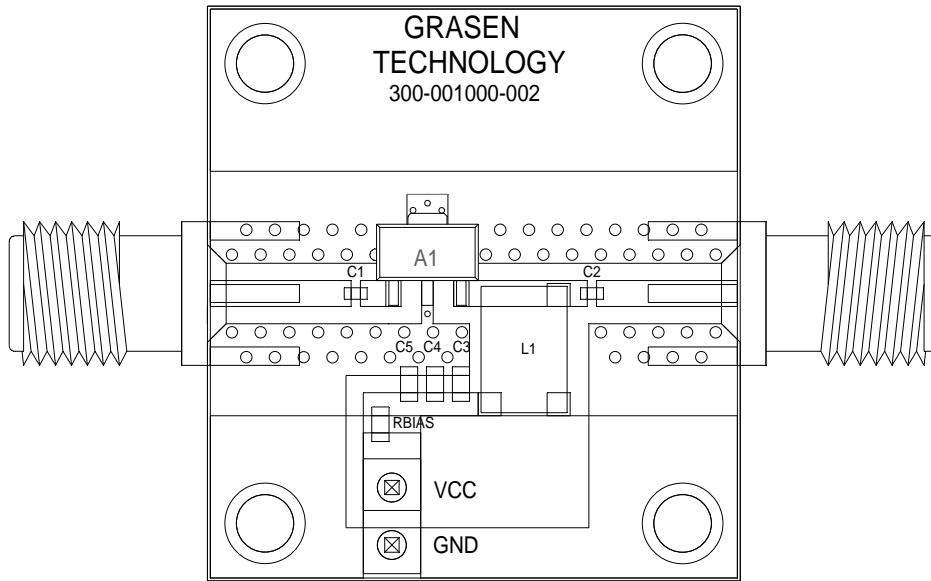 GRASEN
TECHNOLOGY
300-001000-002
A1
C1
C2
C5 C4 C3
L1
RBIAS
VCC
GND